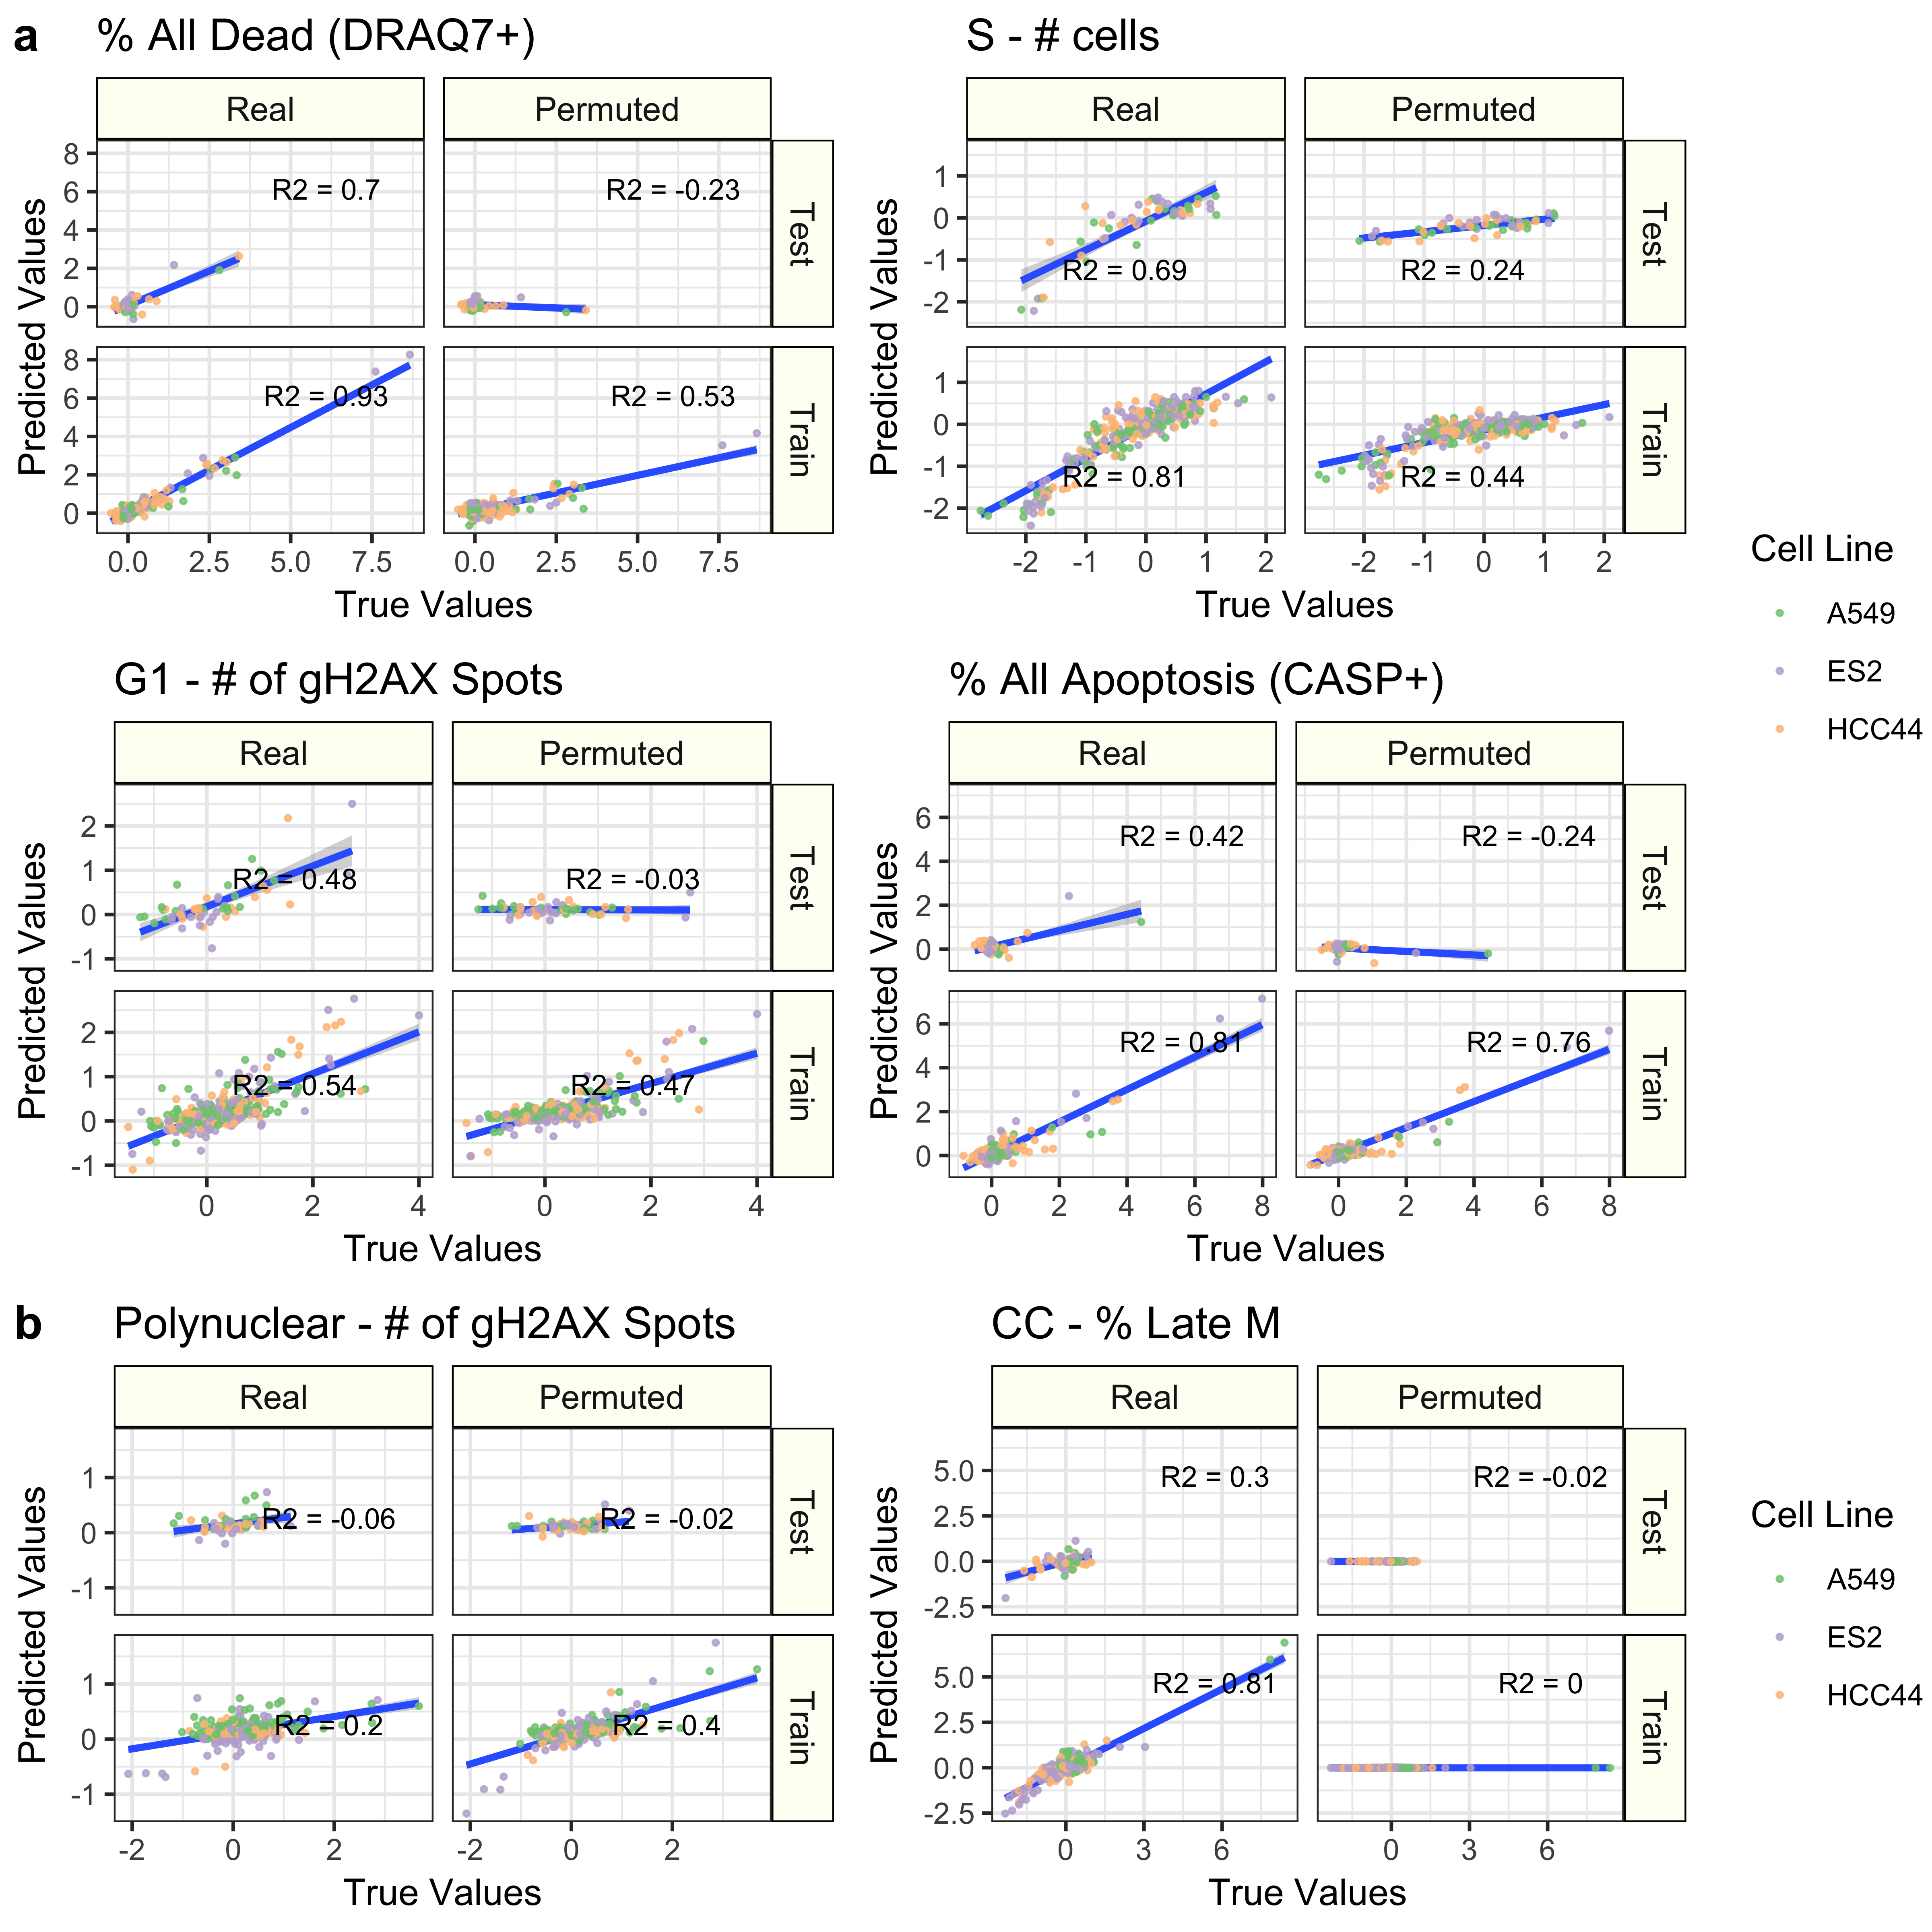 a
% All Dead (DRAQ7+)
Real
Permuted
Predicted Values
8
6
4
2
0
R2 = 0.7
R2 = -0.23
Test
8
6
4
2
0
R2 = 0.93
R2 = 0.53
Train
0.0
2.5
5.0
7.5
0.0
2.5
5.0
7.5
True Values
S - # cells
Real
Permuted
Predicted Values
1
0
-1
-2
R2 = 0.69
R2 = 0.24
Test
1
0
-1
-2
R2 = 0.81
R2 = 0.44
Train
-2
-1
0
1
2
-2
-1
0
1
2
True Values
Cell Line
A549
ES2
HCC44
G1 - # of gH2AX Spots
Real
Permuted
Predicted Values
2
1
0
-1
R2 = 0.48
R2 = -0.03
Test
2
1
0
-1
R2 = 0.54
R2 = 0.47
Train
0
2
4
0
2
4
True Values
% All Apoptosis (CASP+)
Real
Permuted
Predicted Values
6
4
2
0
R2 = 0.42
R2 = -0.24
Test
6
4
2
0
R2 = 0.81
R2 = 0.76
Train
0
2
4
6
8
0
2
4
6
8
True Values
b
Polynuclear - # of gH2AX Spots
Real
Permuted
Predicted Values
1
0
-1
R2 = -0.06
R2 = -0.02
Test
1
0
-1
R2 = 0.2
R2 = 0.4
Train
-2
0
2
-2
0
2
True Values
CC - % Late M
Real
Permuted
Predicted Values
5.0
2.5
0.0
-2.5
R2 = 0.3
R2 = -0.02
Test
5.0
2.5
0.0
-2.5
R2 = 0.81
R2 = 0
Train
0
3
6
0
3
6
True Values
Cell Line
A549
ES2
HCC44